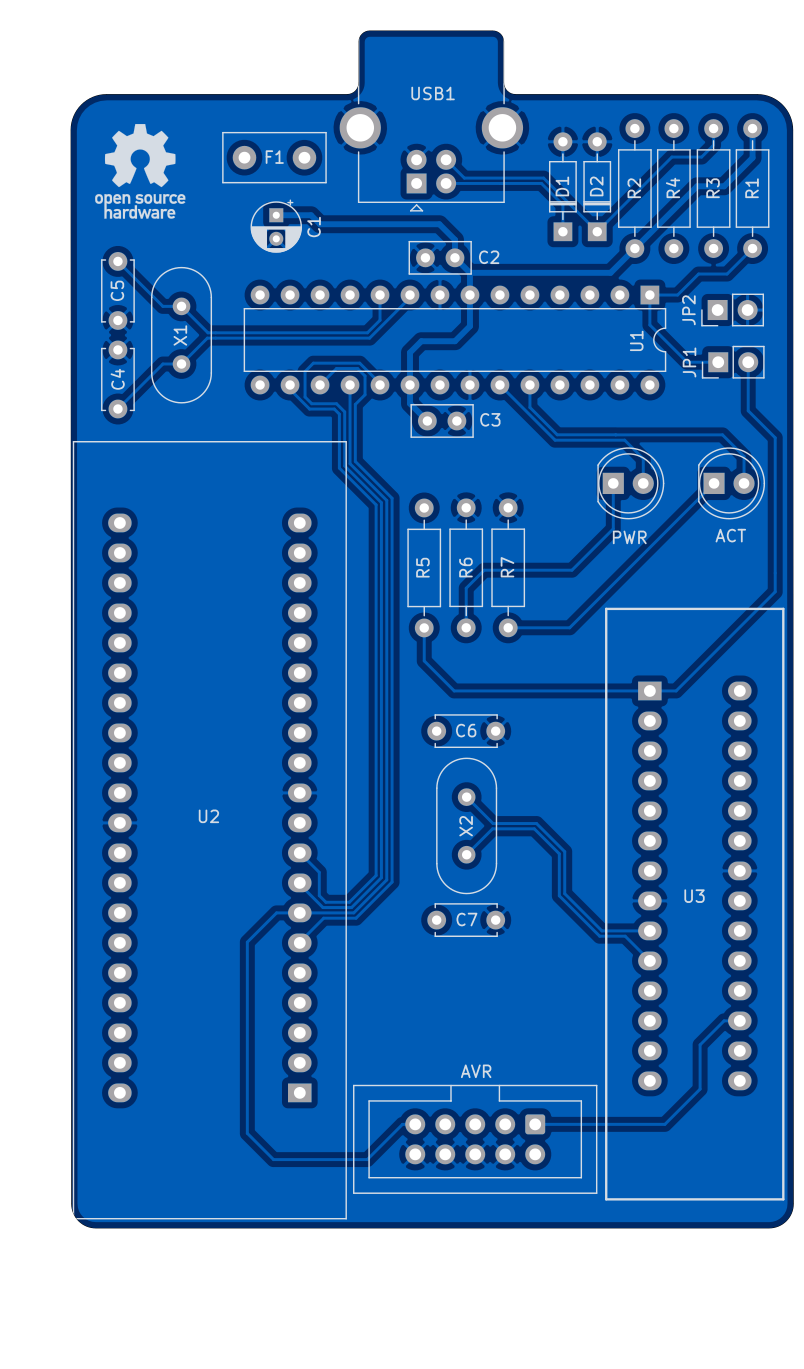 USB1
F1
open source
hardware
+
C1
D1
D2
R2
R4
R3
R1
C2
C5
X1
C4
U1
JP2
JP1
C3
PWR
ACT
R5
R6
R7
C6
U2
X2
U3
C7
AVR